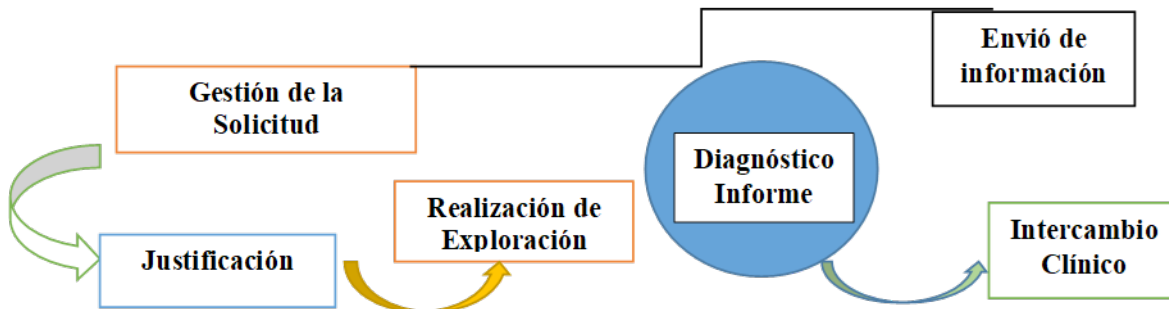 Gestión de la
Solicitud
Justificación
Realización de
Exploración
Diagnóstico
Informe
Envió de
información
Intercambio
Clínico